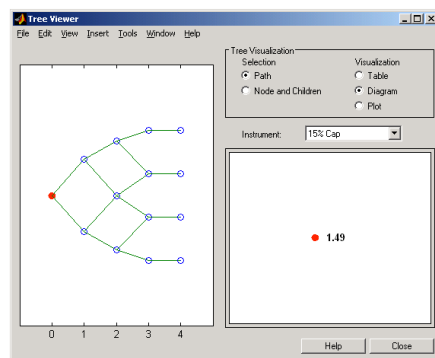 Tree Viewer
File Edit View Insert Tools Window Help
Tree Visualization
Selection Visualization
Path Table
Node and Children Diagram
Plot
Instrument: 15% Cap
1.49
0 1 2 3 4
Help Close